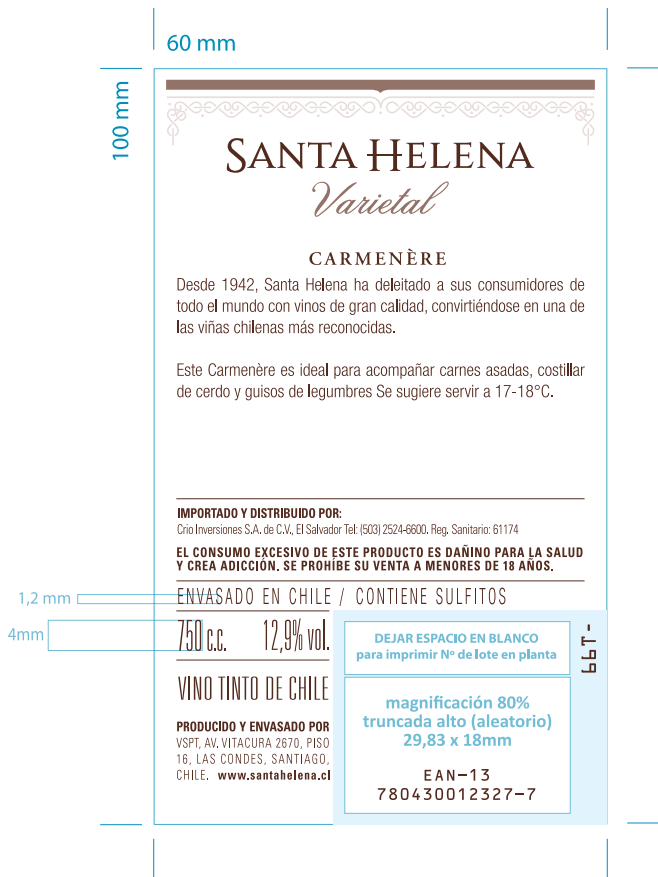 60 mm
100 mm
SANTA HELENA
Varietal
CARMENÈRE
Desde 1942, Santa Helena ha deleitado a sus consumidores de
todo el mundo con vinos de gran calidad, convirtiéndose en una de
las viñas chilenas más reconocidas.
Este Carmenère es ideal para acompañar carnes asadas, costillar
de cerdo y guisos de legumbres Se sugiere servir a 17-18°C.
IMPORTADO Y DISTRIBUIDO POR:
Crio Inversiones S.A. de C.V., El Salvador Tel: (503) 2524-6600. Reg. Sanitario: 61174
EL CONSUMO EXCESIVO DE ESTE PRODUCTO ES DAÑINO PARA LA SALUD
Y CREA ADICCIÓN. SE PROHÍBE SU VENTA A MENORES DE 18 AÑOS.
1,2 mm
ENVASADO EN CHILE / CONTIENE SULFITOS
4mm
750 c.c. 12,9% vol.
VINO TINTO DE CHILE
PRODUCIDO Y ENVASADO POR
VSPT, AV. VITACURA 2670, PISO
16, LAS CONDES, SANTIAGO,
CHILE. www.santahelena.cl
DEJAR ESPACIO EN BLANCO
para imprimir Nº de lote en planta
magnificación 80%
truncada alto (aleatorio)
29,83 x 18mm
EAN-13
780430012327-7